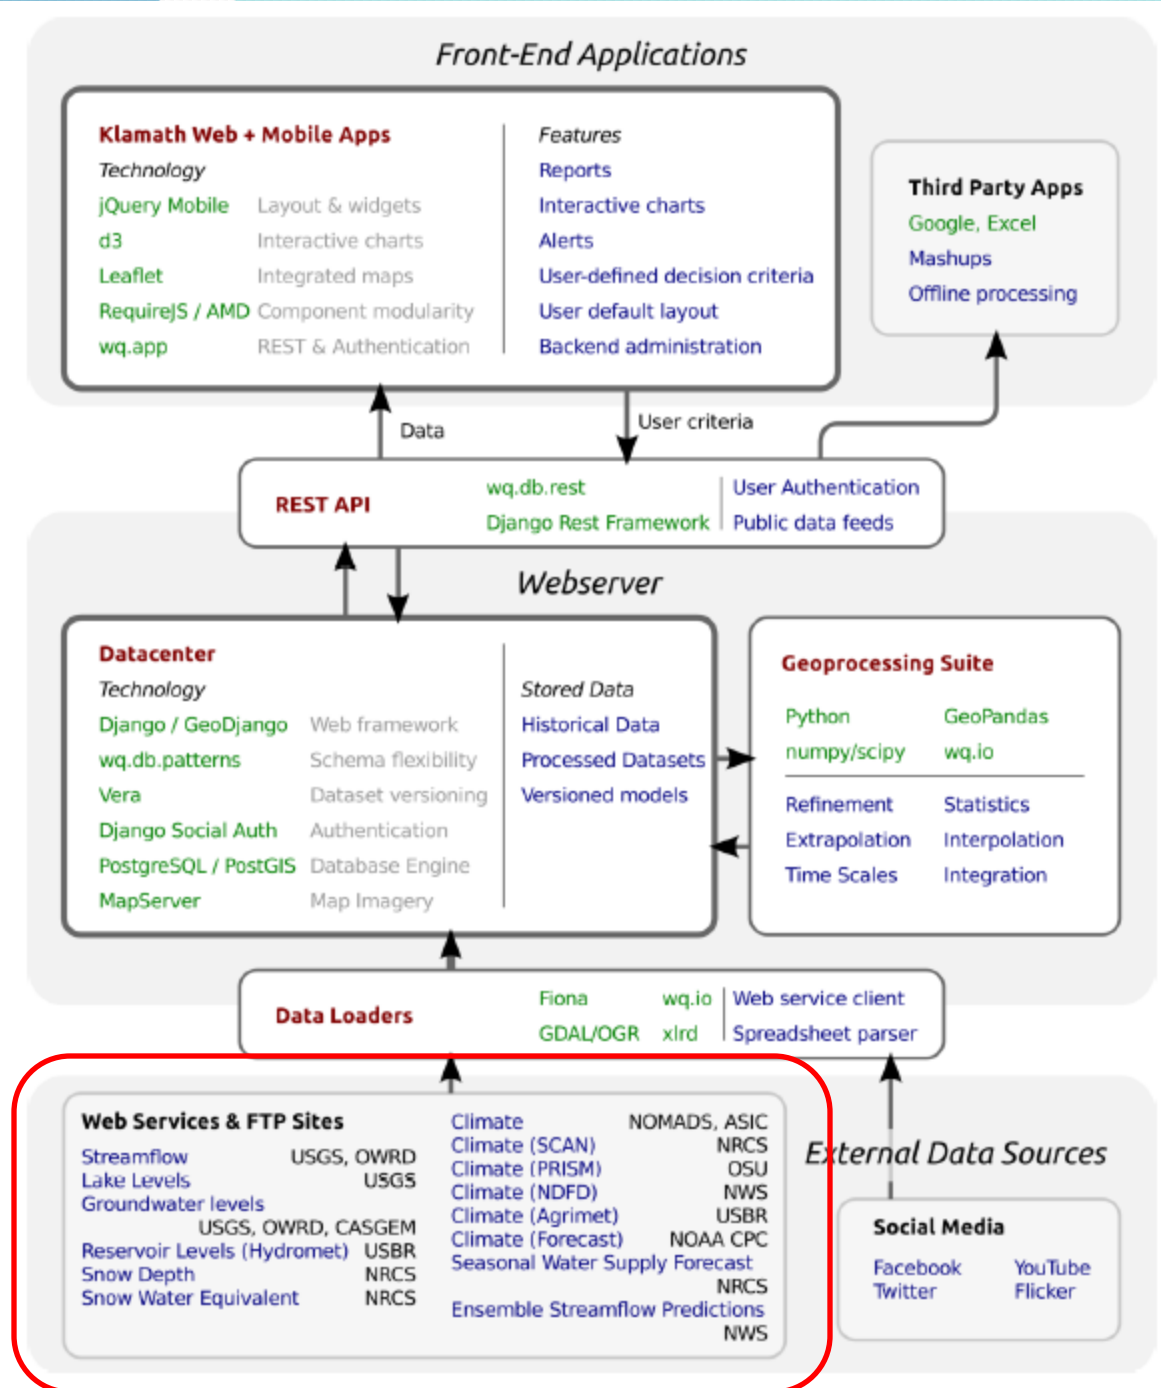 Front-End Applications
Klamath Web + Mobile Apps
Technology
jQuery Mobile Layout & widgets
d3 Interactive charts
Leaflet Integrated maps
RequireJS / AMD Component modularity
wq.app REST & Authentication
Features
Reports
Interactive charts
Alerts
User-defined decision criteria
User default layout
Backend administration
Third Party Apps
Google, Excel
Mashups
Offline processing
Data
User criteria
REST API
wq.db.rest
Django Rest Framework
User Authentication
Public data feeds
Webserver
Datacenter
Technology
Django / GeoDjango Web framework
wq.db.patterns Schema flexibility
Vera Dataset versioning
Django Social Auth Authentication
PostgreSQL / PostGIS Database Engine
MapServer Map Imagery
Stored Data
Historical Data
Processed Datasets
Versioned models
Geoprocessing Suite
Python GeoPandas
numpy/scipy wq.io
Refinement Statistics
Extrapolation Interpolation
Time Scales Integration
Data Loaders
Fiona wq.io
GDAL/OGR xlrd
Web service client
Spreadsheet parser
Web Services & FTP Sites
Streamflow USGS, OWRD
Lake Levels USGS
Groundwater levels
USGS, OWRD, CASGEM
Reservoir Levels (Hydromet) USBR
Snow Depth NRCS
Snow Water Equivalent NRCS
Climate NOMADS, ASIC
Climate (SCAN) NRCS
Climate (PRISM) OSU
Climate (NDFD) NWS
Climate (Agrimet) USBR
Climate (Forecast) NOAA CPC
Seasonal Water Supply Forecast
NRCS
Ensemble Streamflow Predictions
NWS
External Data Sources
Social Media
Facebook YouTube
Twitter Flicker